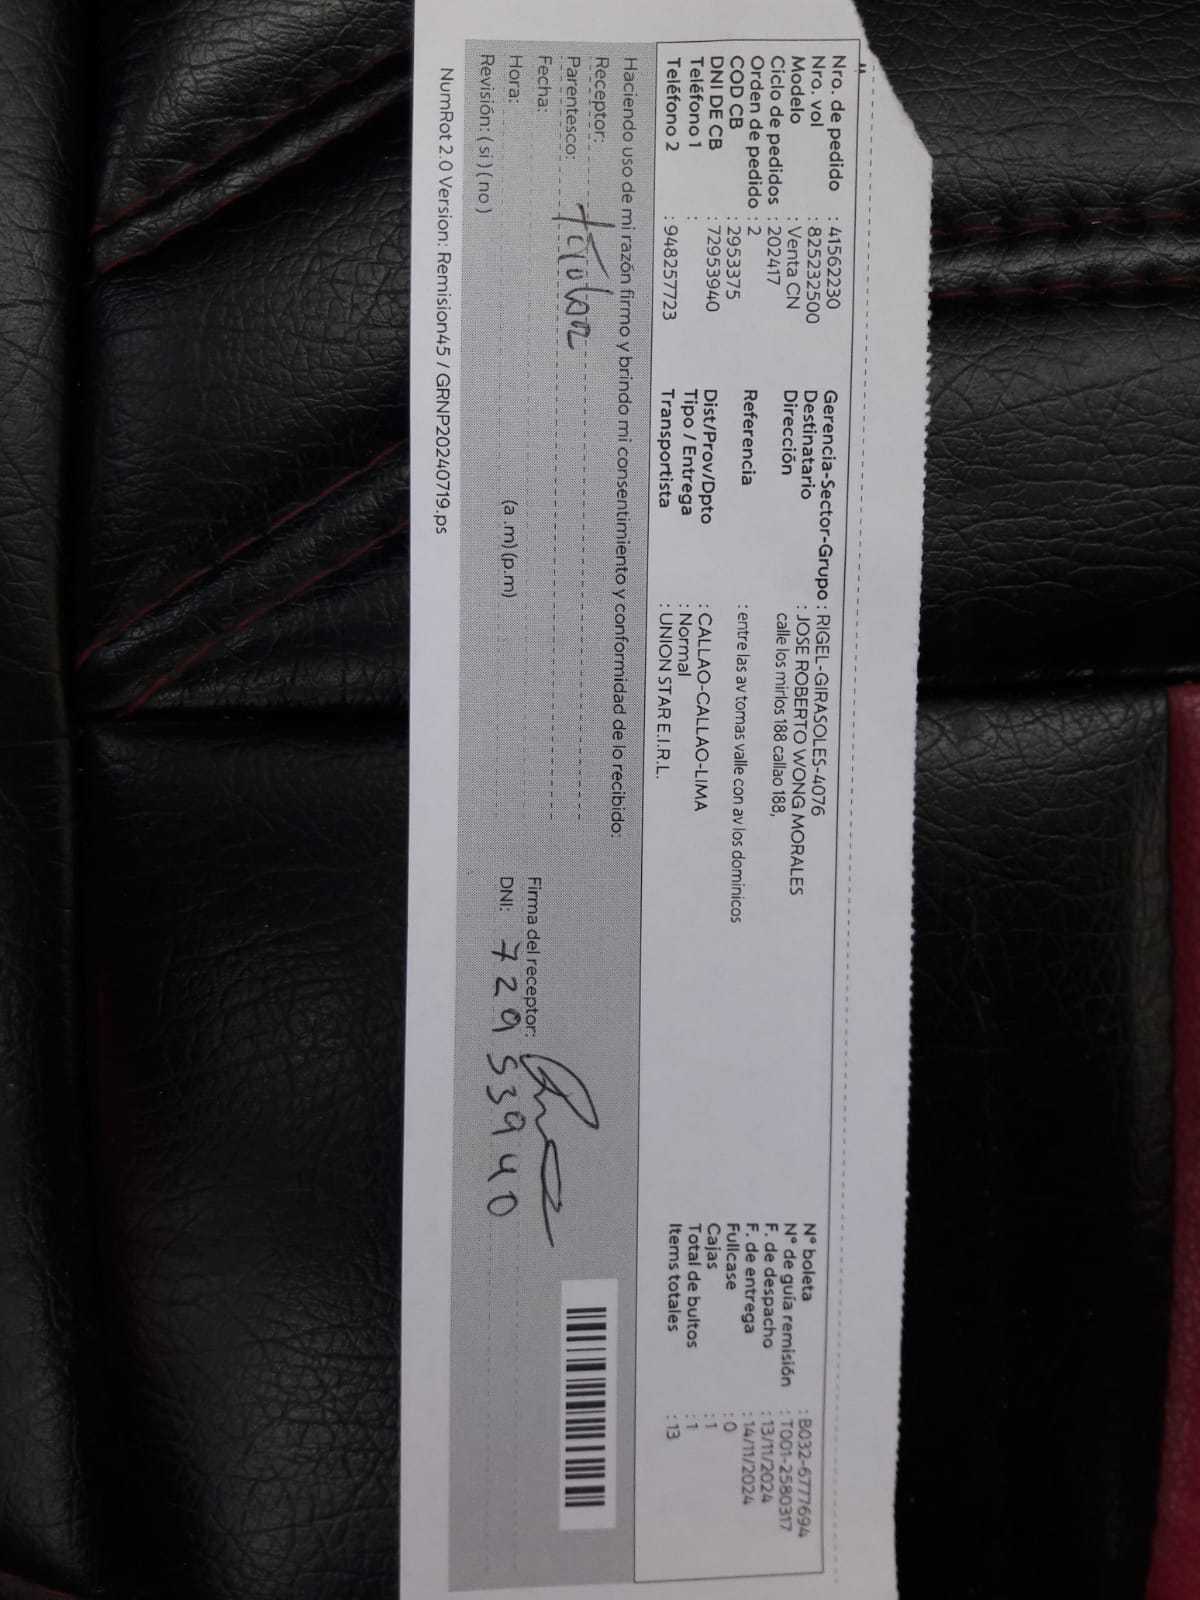 Nro. de pedido : 41562230
Nro. vol : 825232500
Modelo : Venta CN
Ciclo de pedidos : 202417
Orden de pedido : 2
COD CB : 2953375
DNI DE CB : 72953940
Teléfono 1 :
Teléfono 2 : 948257723
Gerencia-Sector-Grupo : RIGEL-GIRASOLES-4076
Destinatario : JOSE ROBERTO WONG MORALES
Dirección calle los mirlos 188 callao 188,
Referencia : entre las av tomas valle con av los dominicos
Dist/Prov/Dpto : CALLAO-CALLAO-LIMA
Tipo / Entrega : Normal
Transportista : UNION STAR E.I.R.L.
N° boleta : B032-6777694
N° de guía remisión : T001-2580317
F. de despacho : 13/11/2024
F. de entrega : 14/11/2024
Fullcase : 0
Cajas : 1
Total de bultos : 1
Items totales : 13
Haciendo uso de mi razón firmo y brindo mi consentimiento y conformidad de lo recibido:
Receptor:
Parentesco: titular
Fecha:
Hora: (a .m) (p.m)
Revisión: ( si ) ( no )
Firma del receptor:
DNI: 72953940
NumRot 2.0 Version: Remision45 / GRNP20240719.ps